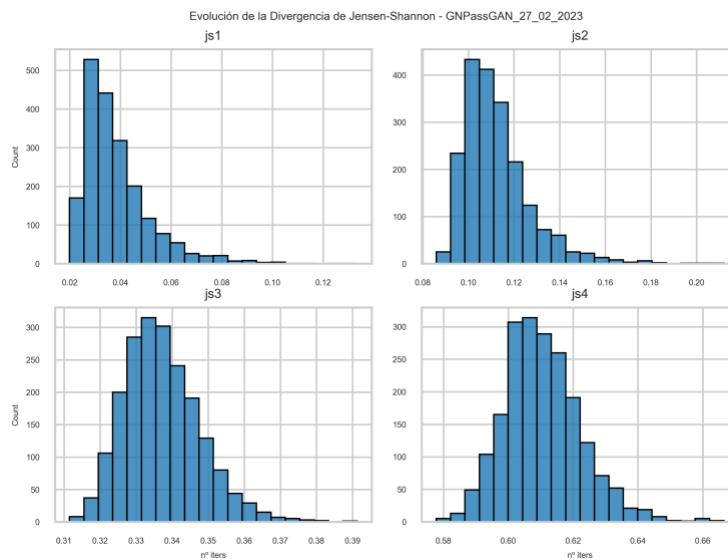 Evolución de la Divergencia de Jensen-Shannon - GNPassGAN_27_02_2023
js1
js2
500
400
300
200
100
0
Count
0.02 0.04 0.06 0.08 0.10 0.12
400
300
200
100
0
0.08 0.10 0.12 0.14 0.16 0.18 0.20
js3
js4
300
250
200
150
100
50
0
Count
0.31 0.32 0.33 0.34 0.35 0.36 0.37 0.38 0.39
nº iters
300
250
200
150
100
50
0
0.58 0.60 0.62 0.64 0.66
nº iters